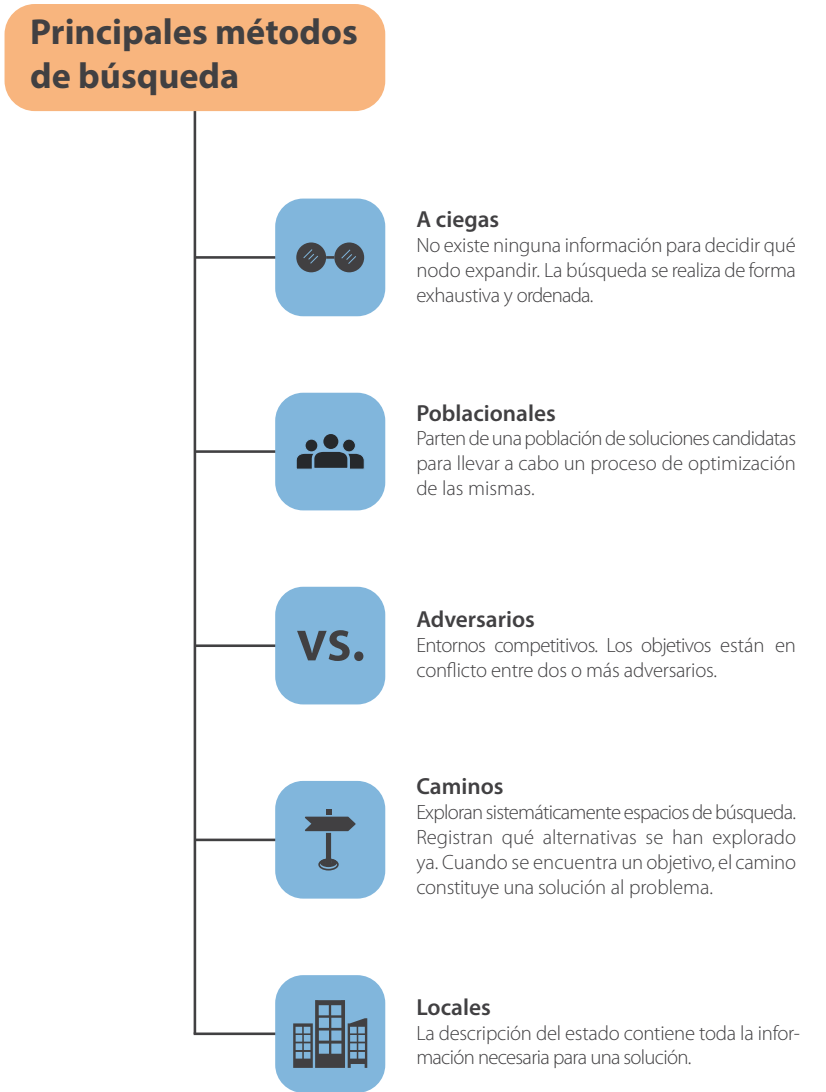 Principales métodos
de búsqueda
A ciegas
No existe ninguna información para decidir qué
nodo expandir. La búsqueda se realiza de forma
exhaustiva y ordenada.
Poblacionales
Parten de una población de soluciones candidatas
para llevar a cabo un proceso de optimización
de las mismas.
vs.
Adversarios
Entornos competitivos. Los objetivos están en
conflicto entre dos o más adversarios.
Caminos
Exploran sistemáticamente espacios de búsqueda.
Registran qué alternativas se han explorado
ya. Cuando se encuentra un objetivo, el camino
constituye una solución al problema.
Locales
La descripción del estado contiene toda la infor-
mación necesaria para una solución.